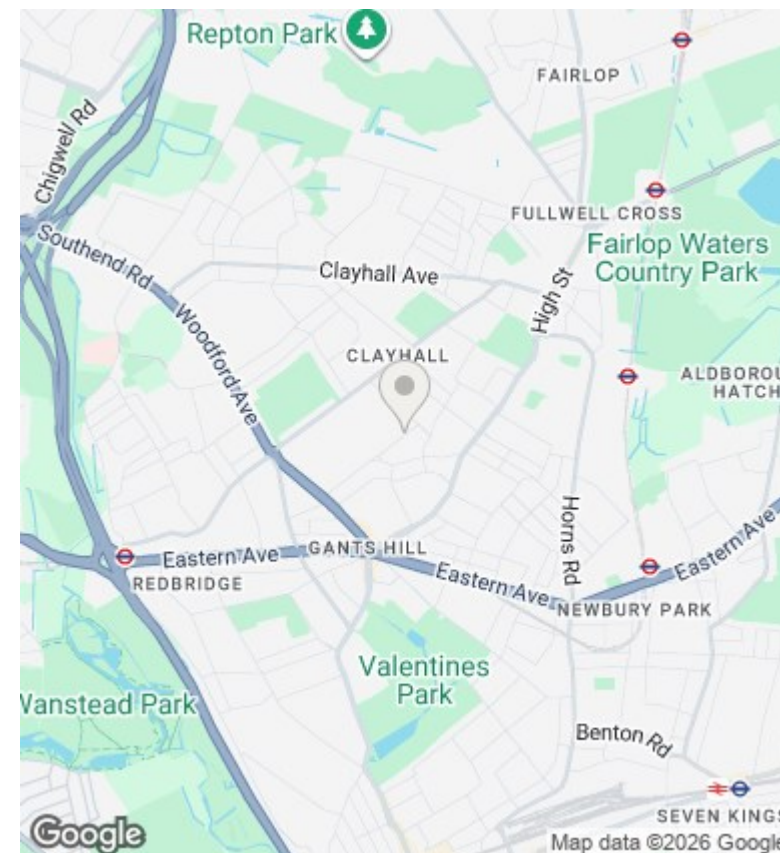 Repton Park
FAIRLOP
Chigwell Rd
FULLWELL CROSS
Southend Rd
Fairlop Waters
Country Park
Clayhall Ave
High St
Woodford Ave
CLAYHALL
ALDBOROU
HATCH
Horns Rd
Eastern Ave
GANTS HILL
Eastern Ave
Eastern Ave
REDBRIDGE
NEWBURY PARK
Valentines
Park
Wanstead Park
Benton Rd
SEVEN KINGS
Google
Map data ©2026 Google